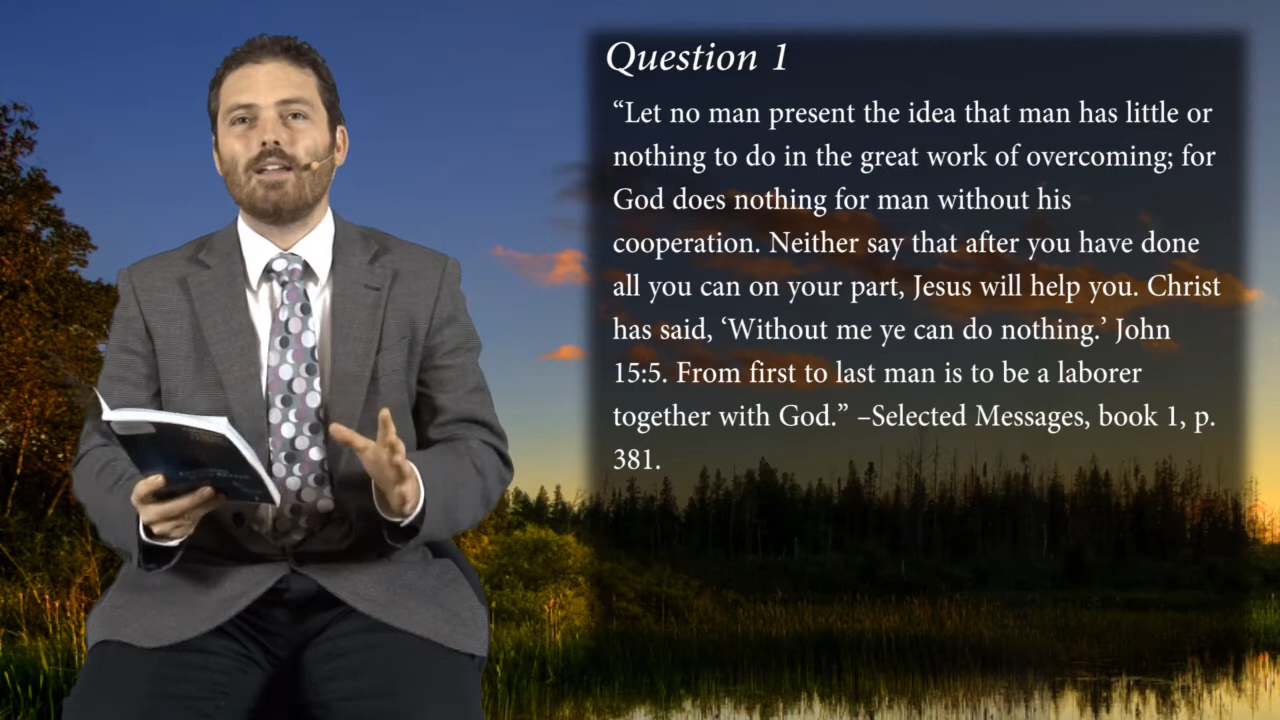 Question 1
“Let no man present the idea that man has little or
nothing to do in the great work of overcoming; for
God does nothing for man without his
cooperation. Neither say that after you have done
all you can on your part, Jesus will help you. Christ
has said, ‘Without me ye can do nothing.’ John
15:5. From first to last man is to be a laborer
together with God.” –Selected Messages, book 1, p.
381.